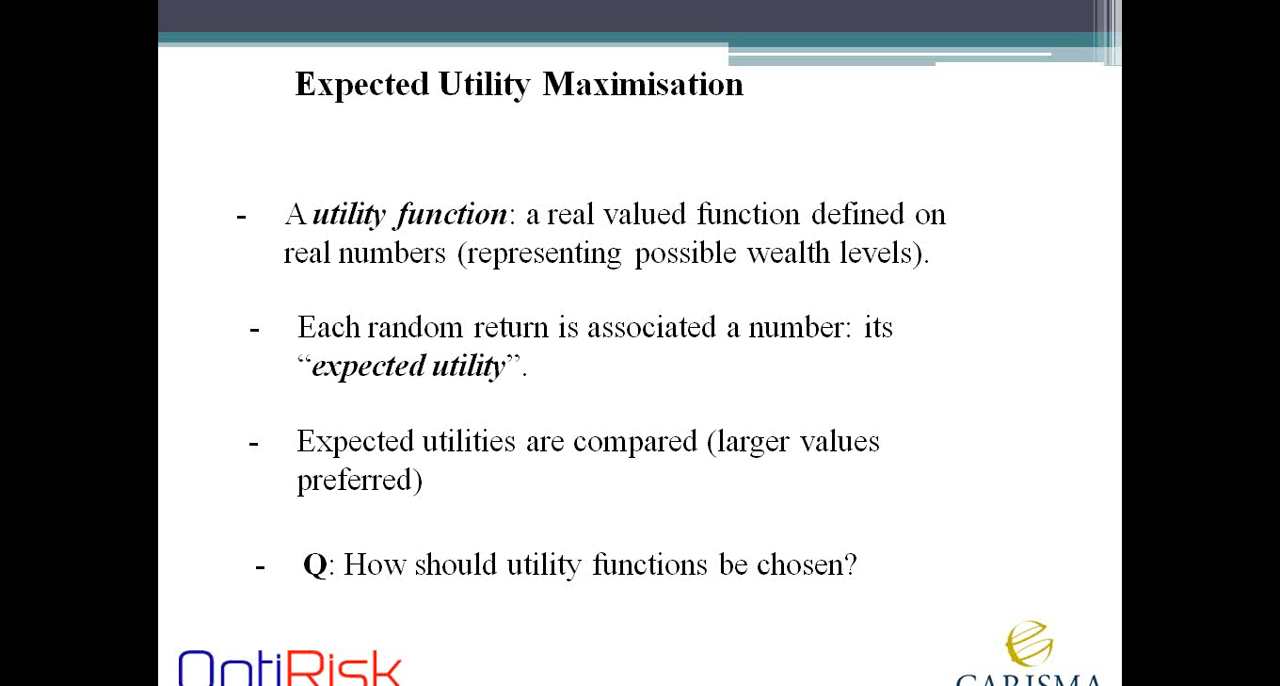 Expected Utility Maximisation
- A utility function: a real valued function defined on
real numbers (representing possible wealth levels).
- Each random return is associated a number: its
“expected utility”.
- Expected utilities are compared (larger values
preferred)
- Q: How should utility functions be chosen?
OptiRisk
CARISMA